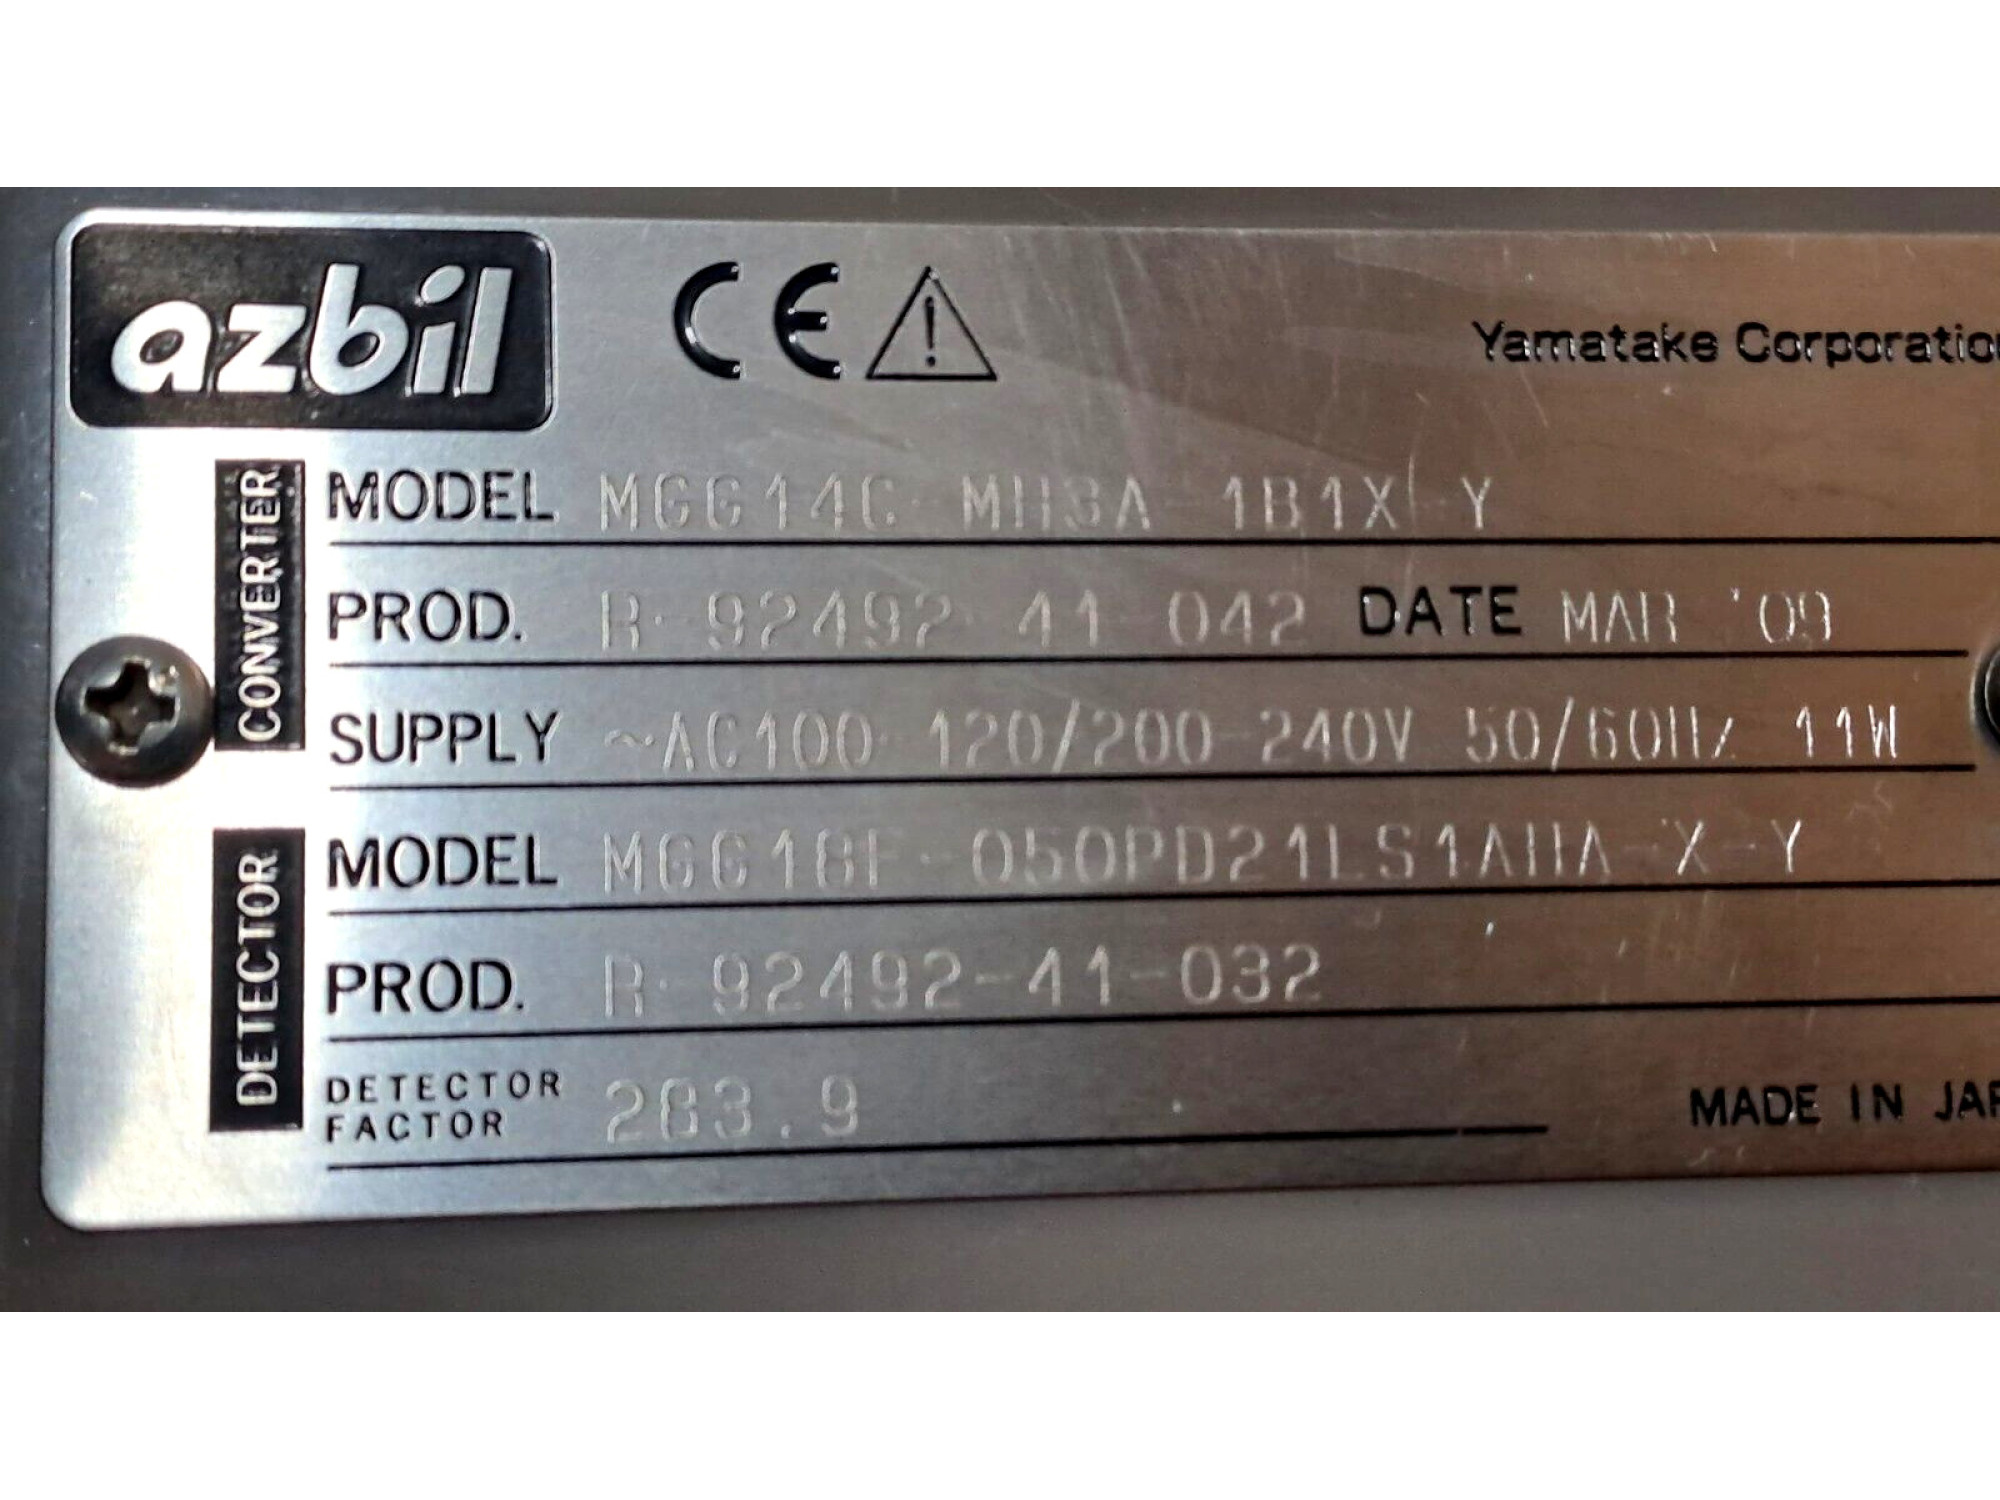 azbil CE Yamatake Corporatio
CONVERTER
MODEL MGG14C-MH3A-1B1X-Y
PROD. R-92492-41-042 DATE MAR '09
SUPPLY ~AC100-120/200-240V 50/60Hz 11W
DETECTOR
MODEL MGG18F-050PD21LS1AHA-X-Y
PROD. R-92492-41-032
DETECTOR
FACTOR 283.9
MADE IN JAP